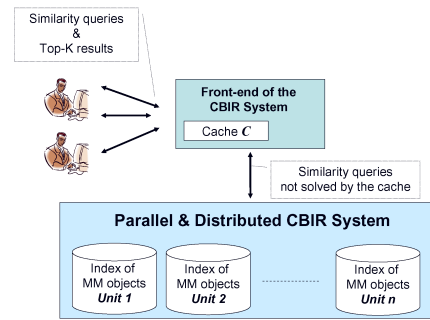 Similarity queries
&
Top-K results
Front-end of the
CBIR System
Cache C
Similarity queries
not solved by the cache
Parallel & Distributed CBIR System
Index of
MM objects
Unit 1
Index of
MM objects
Unit 2
Index of
MM objects
Unit n